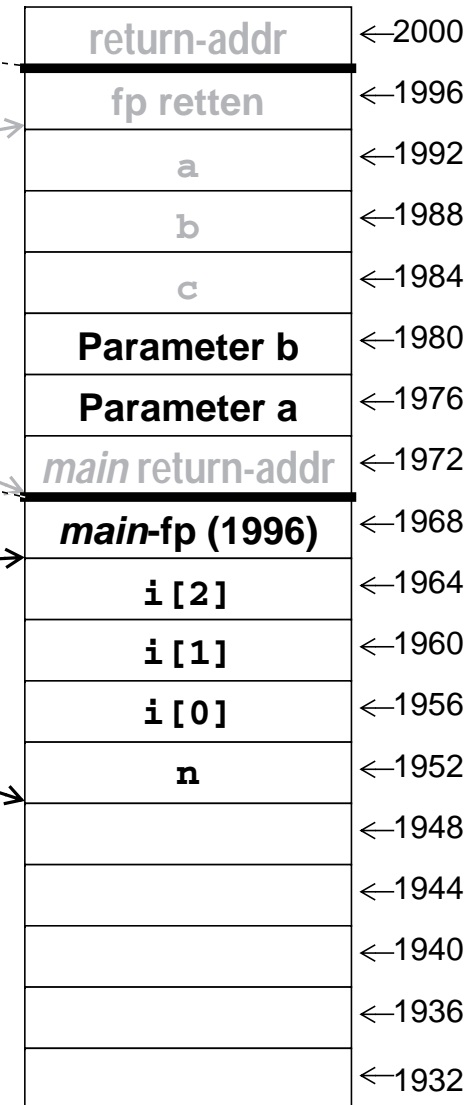 return-addr ←2000
fp retten ←1996
a ←1992
b ←1988
c ←1984
Parameter b ←1980
Parameter a ←1976
main return-addr ←1972
main-fp (1996) ←1968
i[2] ←1964
i[1] ←1960
i[0] ←1956
n ←1952
←1948
←1944
←1940
←1936
←1932